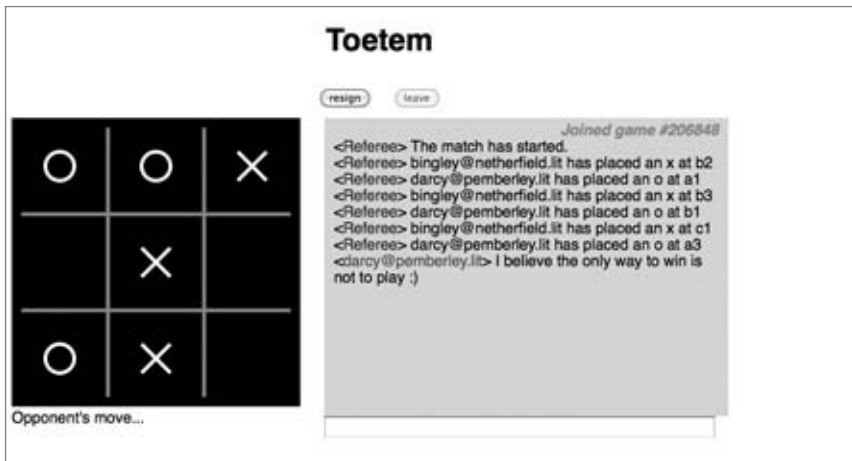 Toetem
resign leave
Joined game #206848
<Referee> The match has started.
<Referee> bingley@netherfield.lit has placed an x at b2
<Referee> darcy@pemberley.lit has placed an o at a1
<Referee> bingley@netherfield.lit has placed an x at b3
<Referee> darcy@pemberley.lit has placed an o at b1
<Referee> bingley@netherfield.lit has placed an x at c1
<Referee> darcy@pemberley.lit has placed an o at a3
<darcy@pemberley.lit> I believe the only way to win is
not to play :)
Opponent's move...